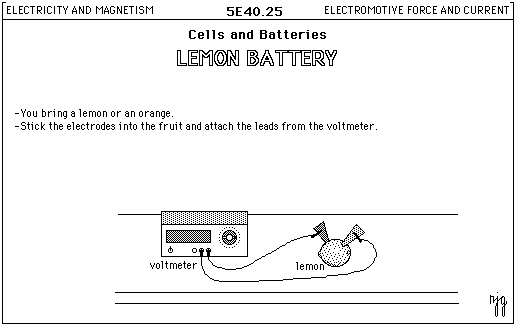 ELECTRICITY AND MAGNETISM 5E40.25 ELECTROMOTIVE FORCE AND CURRENT
Cells and Batteries
LEMON BATTERY
-You bring a lemon or an orange.
-Stick the electrodes into the fruit and attach the leads from the voltmeter.
voltmeter
lemon
njg